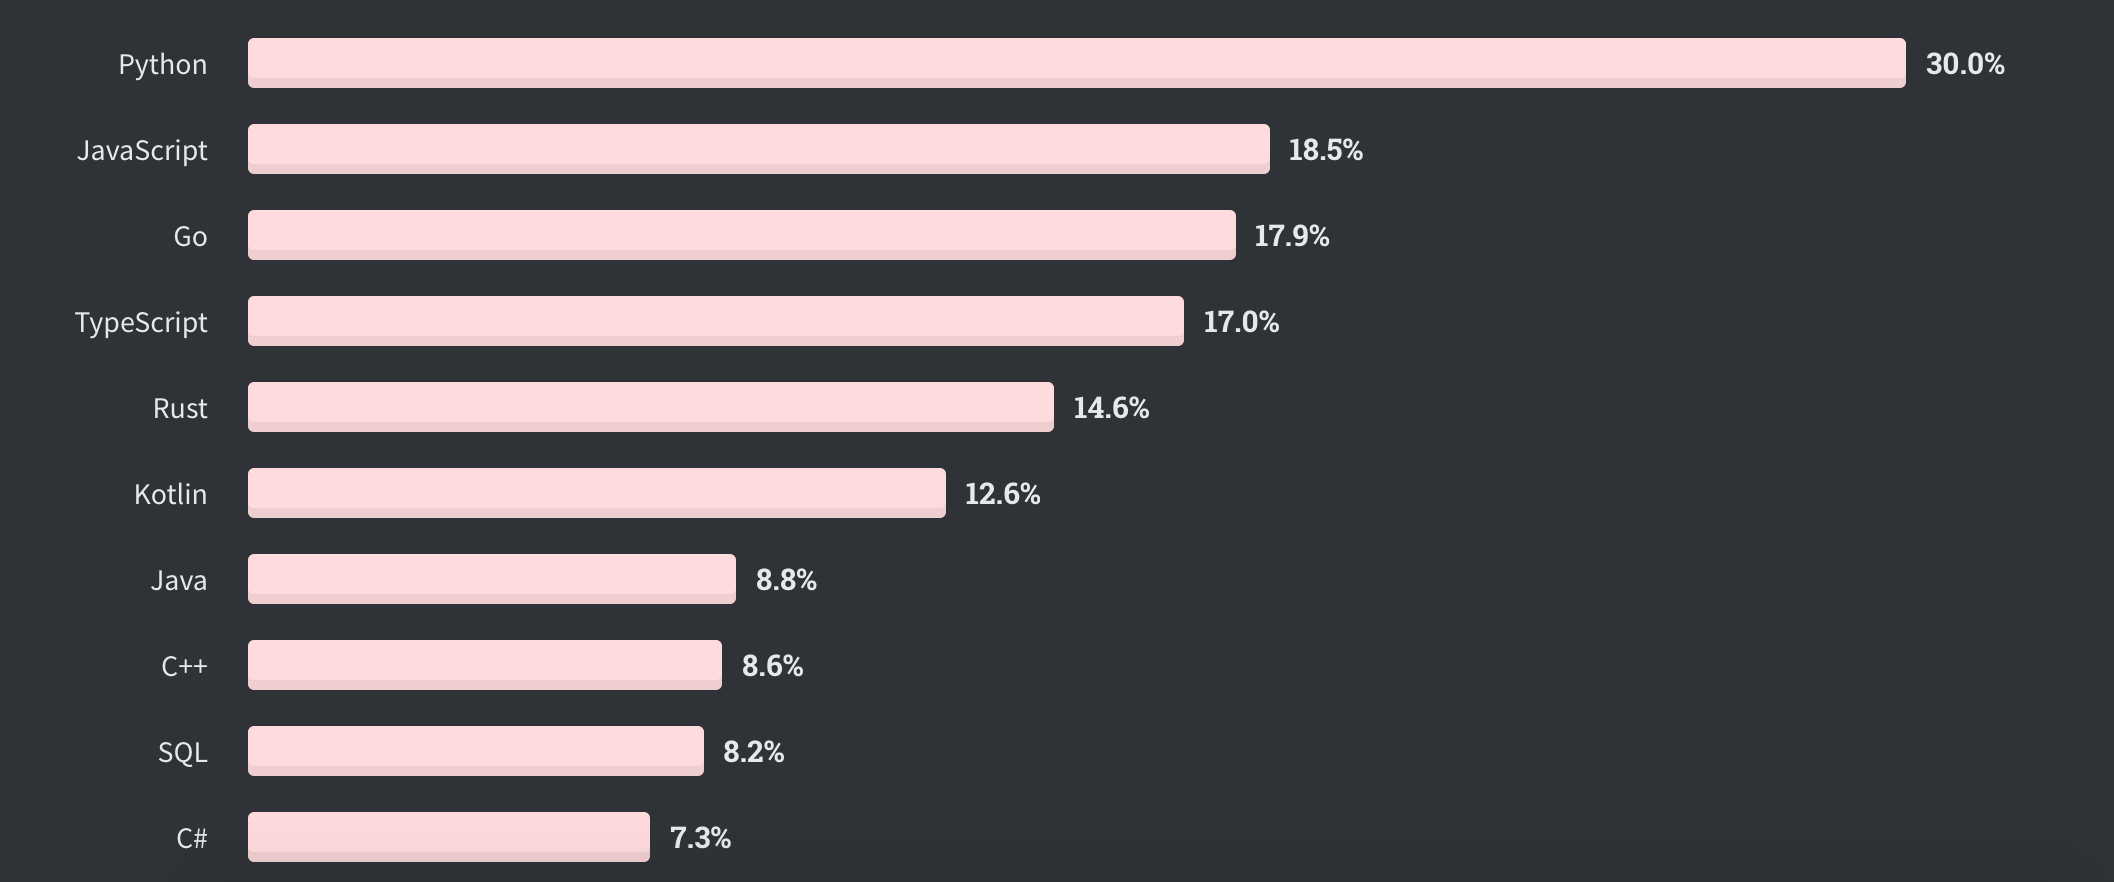 Python 30.0%
JavaScript 18.5%
Go 17.9%
TypeScript 17.0%
Rust 14.6%
Kotlin 12.6%
Java 8.8%
C++ 8.6%
SQL 8.2%
C# 7.3%